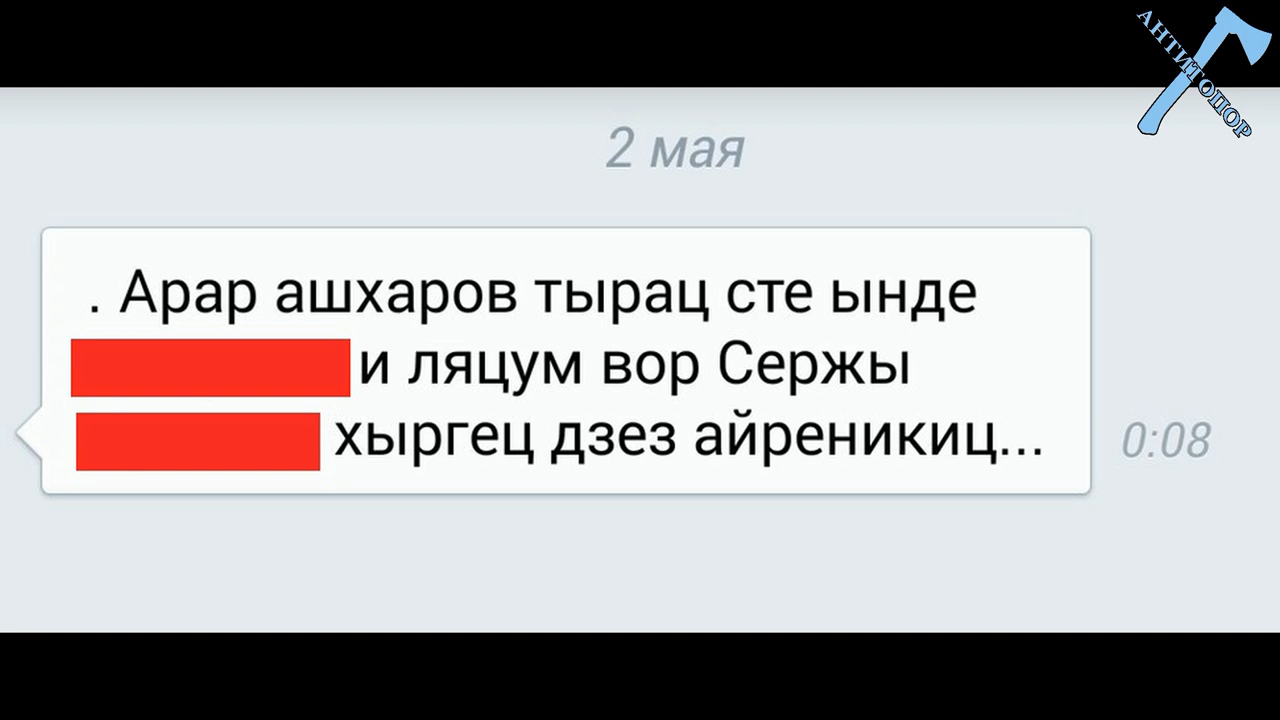 АНТИТОПОР
2 мая
. Арар ашхаров тырац сте ынде
и ляцум вор Сержы
хыргец дзез айреникиц...
0:08